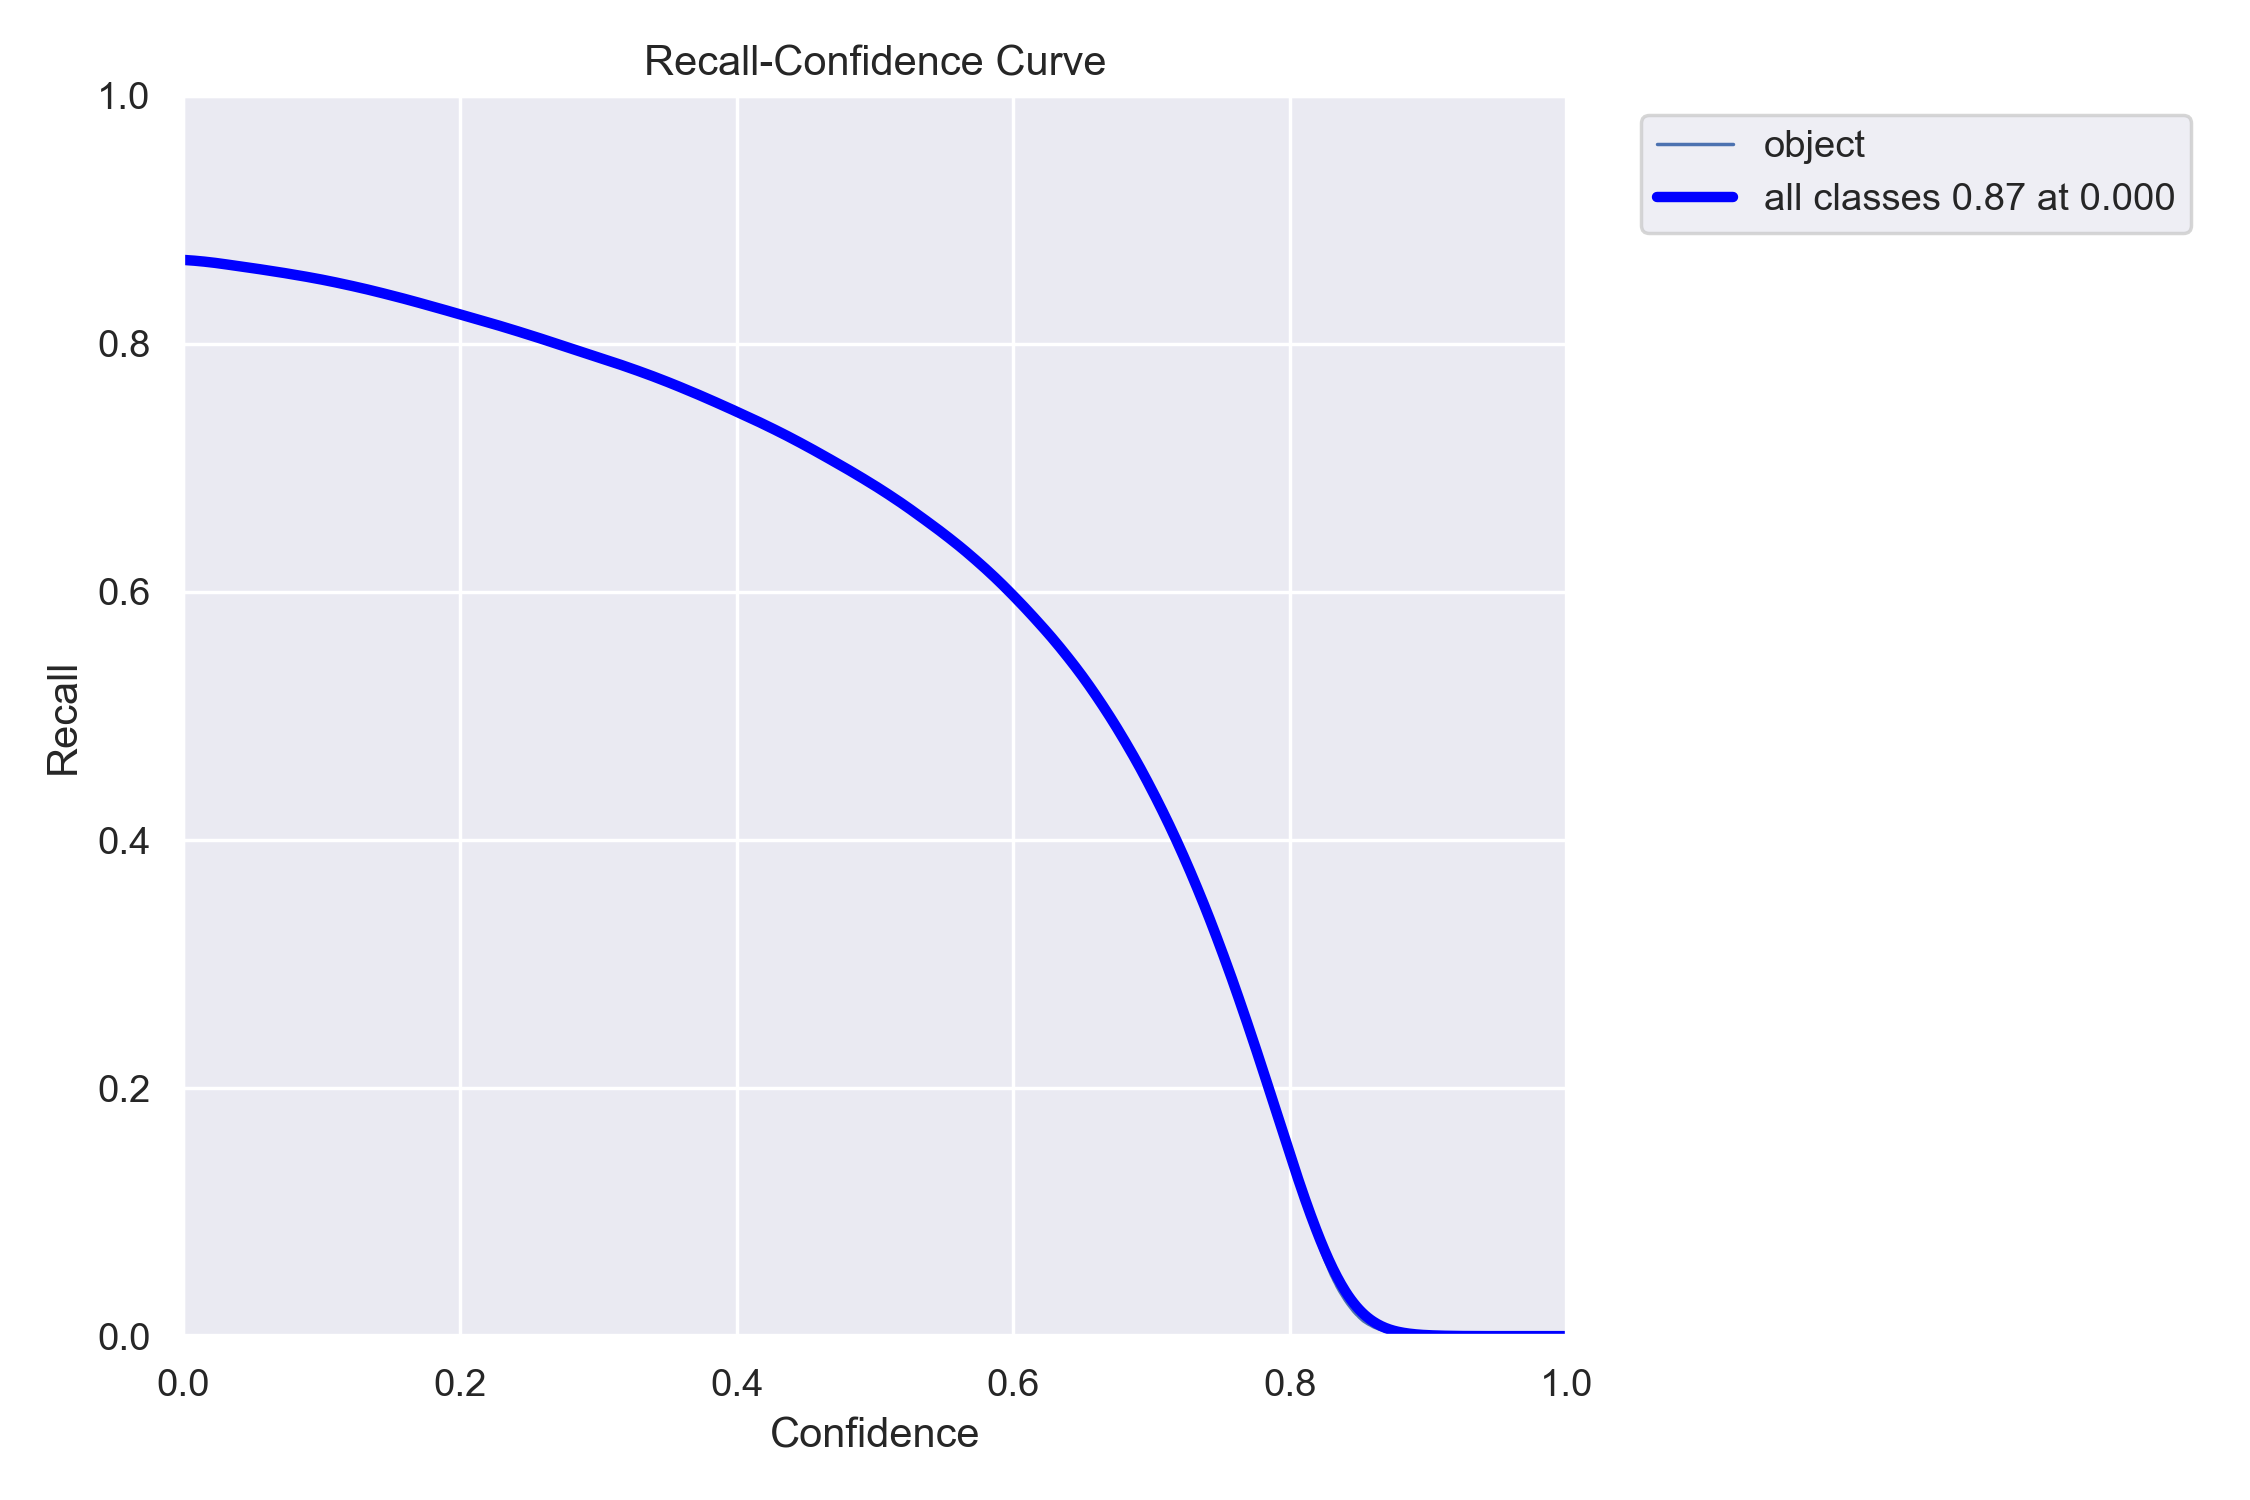 Recall-Confidence Curve
1.0
0.8
0.6
0.4
0.2
0.0
Recall
0.0 0.2 0.4 0.6 0.8 1.0
Confidence
object
all classes 0.87 at 0.000